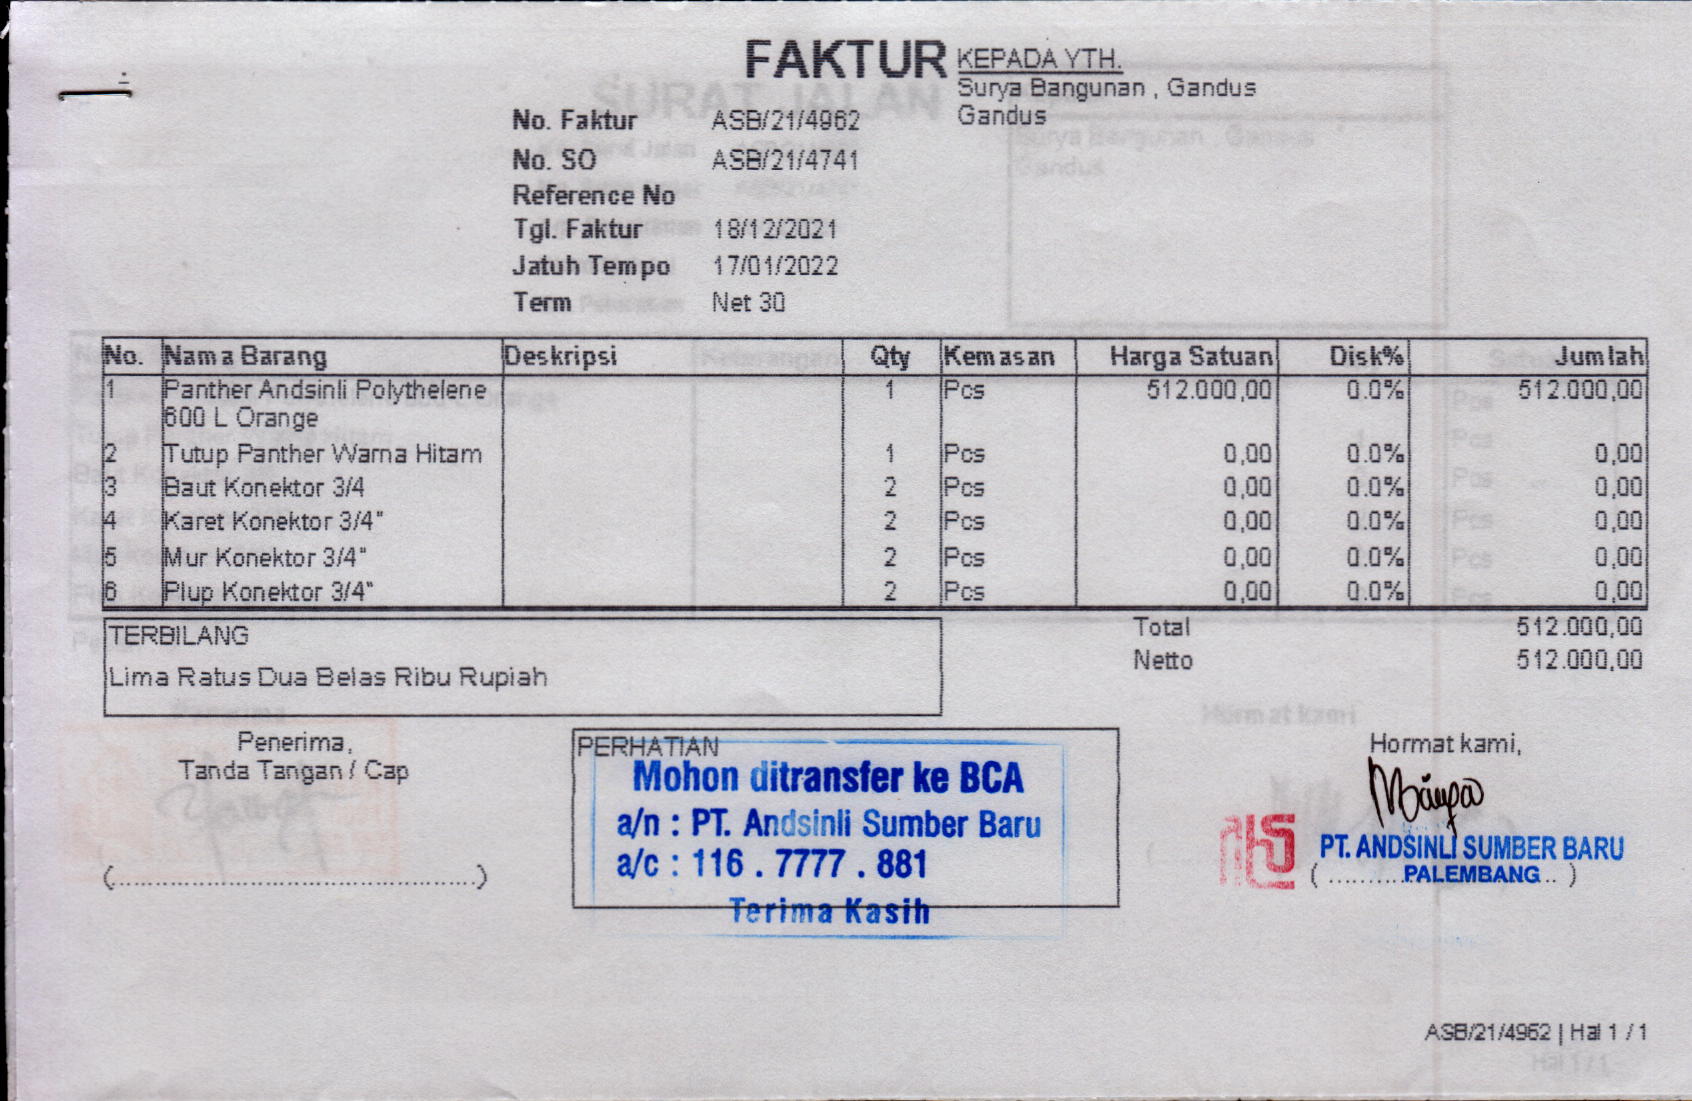 FAKTUR
KEPADA YTH.
Surya Bangunan , Gandus
Gandus
No. Faktur ASB/21/4962
No. SO ASB/21/4741
Reference No
Tgl. Faktur 18/12/2021
Jatuh Tempo 17/01/2022
Term Net 30
No. Nama Barang Deskripsi Qty Kemasan Harga Satuan Disk% Jumlah
1 Panther Andsinli Polythelene 1 Pcs 512.000,00 0.0% 512.000,00
600 L Orange
2 Tutup Panther Warna Hitam 1 Pcs 0,00 0.0% 0,00
3 Baut Konektor 3/4 2 Pcs 0,00 0.0% 0,00
4 Karet Konektor 3/4" 2 Pcs 0,00 0.0% 0,00
5 Mur Konektor 3/4" 2 Pcs 0,00 0.0% 0,00
6 Plup Konektor 3/4" 2 Pcs 0,00 0.0% 0,00
TERBILANG
Lima Ratus Dua Belas Ribu Rupiah
Total 512.000,00
Netto 512.000,00
Penerima,
Tanda Tangan / Cap
(................................................)
PERHATIAN
Mohon ditransfer ke BCA
a/n : PT. Andsinli Sumber Baru
a/c : 116 . 7777 . 881
Terima Kasih
Hormat kami,
PT. ANDSINLI SUMBER BARU
( ..........PALEMBANG.. )
ASB/21/4962 | Hal 1 / 1